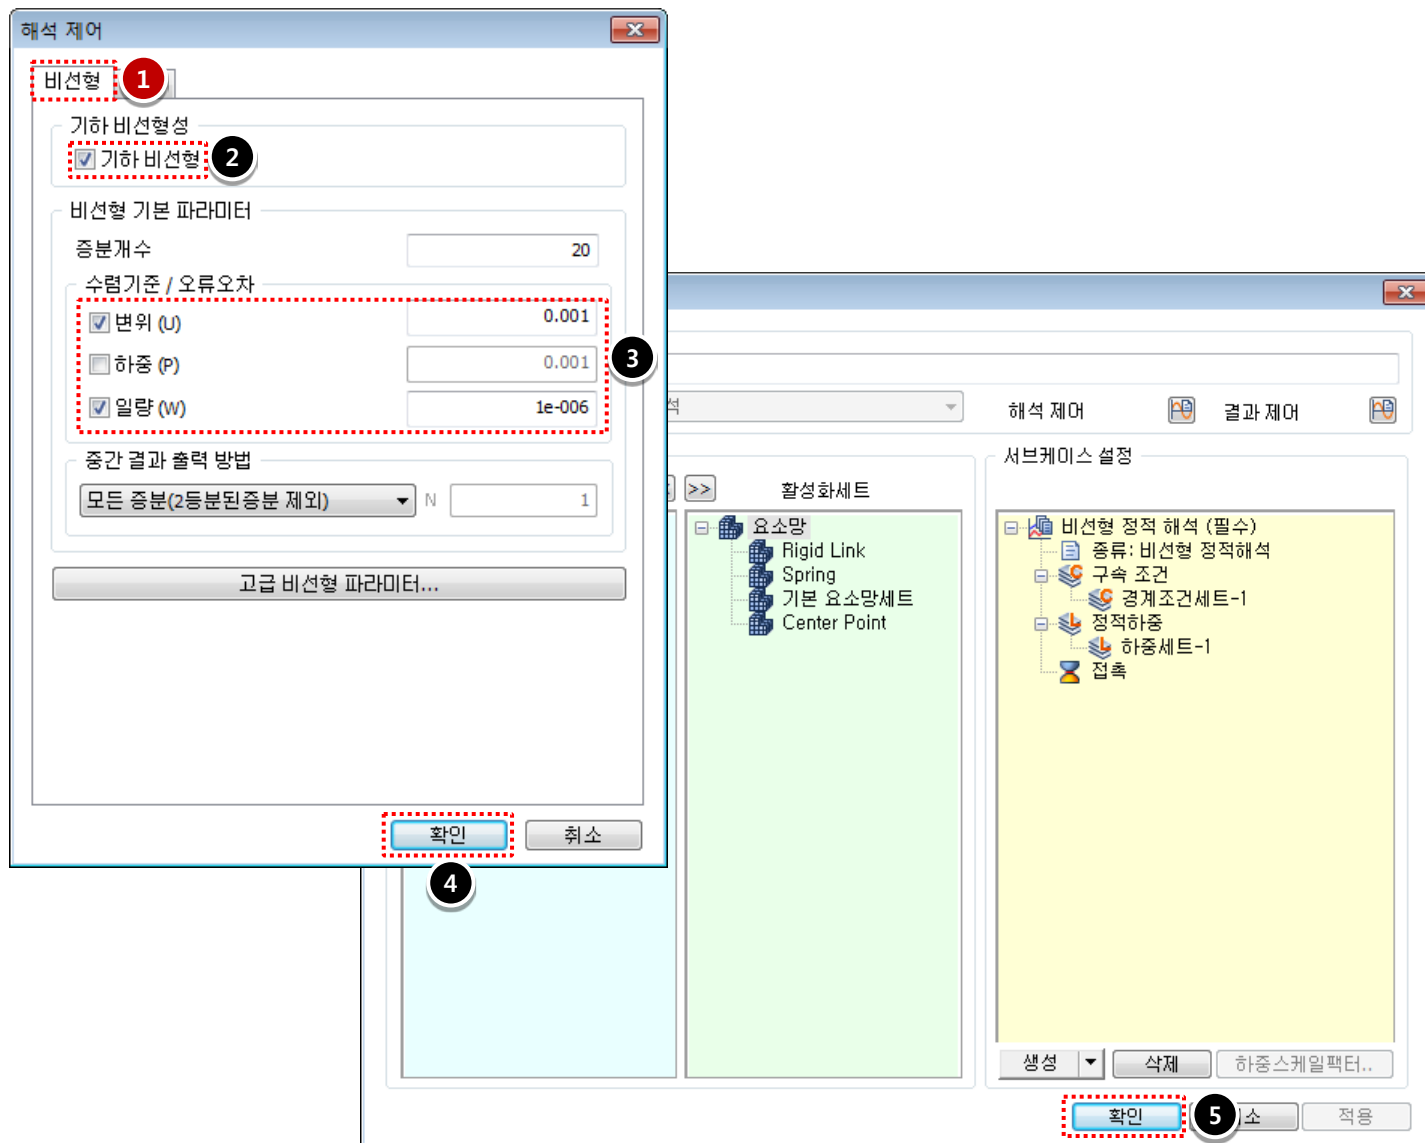 해석 제어
비선형
1
기하 비선형성
기하 비선형
2
비선형 기본 파라미터
증분개수
20
수렴기준 / 오류오차
변위 (U)
0.001
하중 (P)
0.001
3
일량 (W)
1e-006
중간 결과 출력 방법
모든 증분(2등분된증분 제외)
N
1
고급 비선형 파라미터...
확인
취소
4
석
해석 제어
결과 제어
>>
활성화세트
요소망
Rigid Link
Spring
기본 요소망세트
Center Point
서브케이스 설정
비선형 정적 해석 (필수)
종류: 비선형 정적해석
구속 조건
경계조건세트-1
정적하중
하중세트-1
접촉
생성
삭제
하중스케일팩터..
확인
5
소
적용